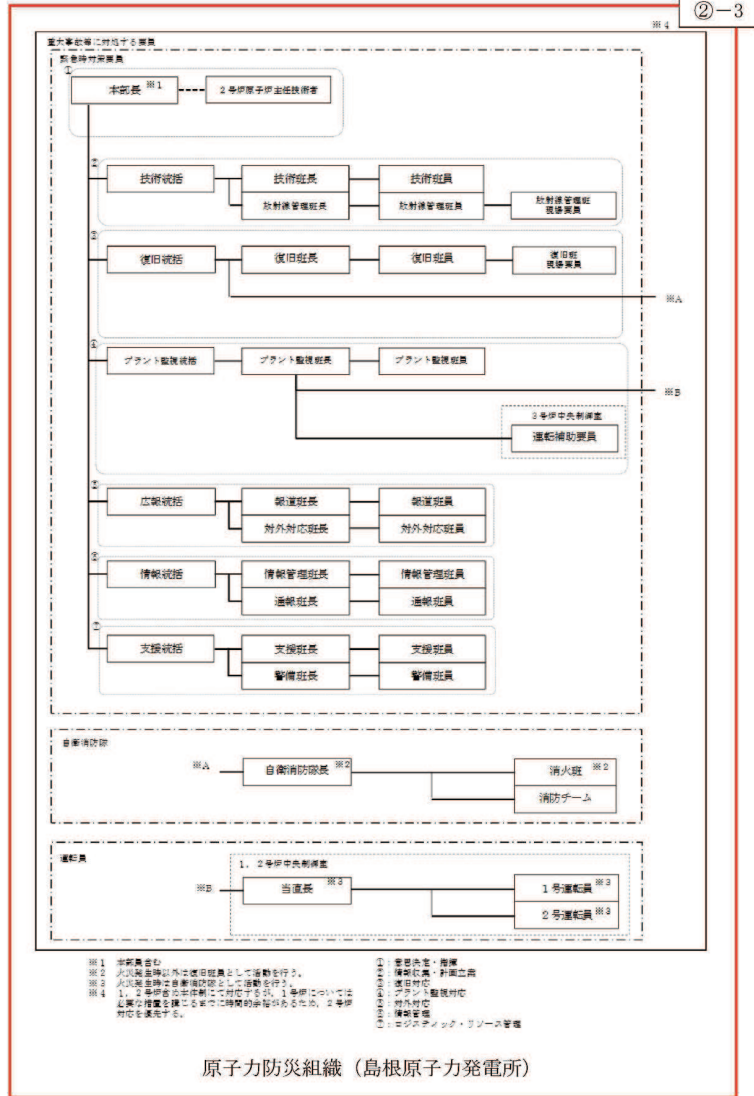 ②－3
※4
重大事故等に対処する要員
緊急時対策要員
①
本部長 ※1
2号炉原子炉主任技術者
技術統括
技術班長
技術班員
放射線管理班長
放射線管理班員
放射線管理班
現場要員
復旧統括
復旧班長
復旧班員
復旧班
現場要員
※A
プラント監視統括
プラント監視班長
プラント監視班員
※B
3号炉中央制御室
運転補助要員
広報統括
報道班長
報道班員
対外対応班長
対外対応班員
情報統括
情報管理班長
情報管理班員
通報班長
通報班員
支援統括
支援班長
支援班員
警備班長
警備班員
自衛消防隊
※A
自衛消防隊長 ※2
消火班 ※2
消防チーム
運転員
1，2号炉中央制御室
※B
当直長 ※3
1号運転員 ※3
2号運転員 ※3
※1 本部員含む
※2 火災発生時以外は復旧班員として活動を行う。
※3 火災発生時は自衛消防隊として活動を行う。
※4 1，2号炉含め本体制にて対応するが，1号炉については
必要な措置を講じるまでに時間的余裕があるため，2号炉
対応を優先する。
①：意思決定・指揮
：情報収集・計画立案
：復旧対応
：プラント監視対応
：対外対応
：情報管理
：ロジスティック・リソース管理
原子力防災組織（島根原子力発電所）